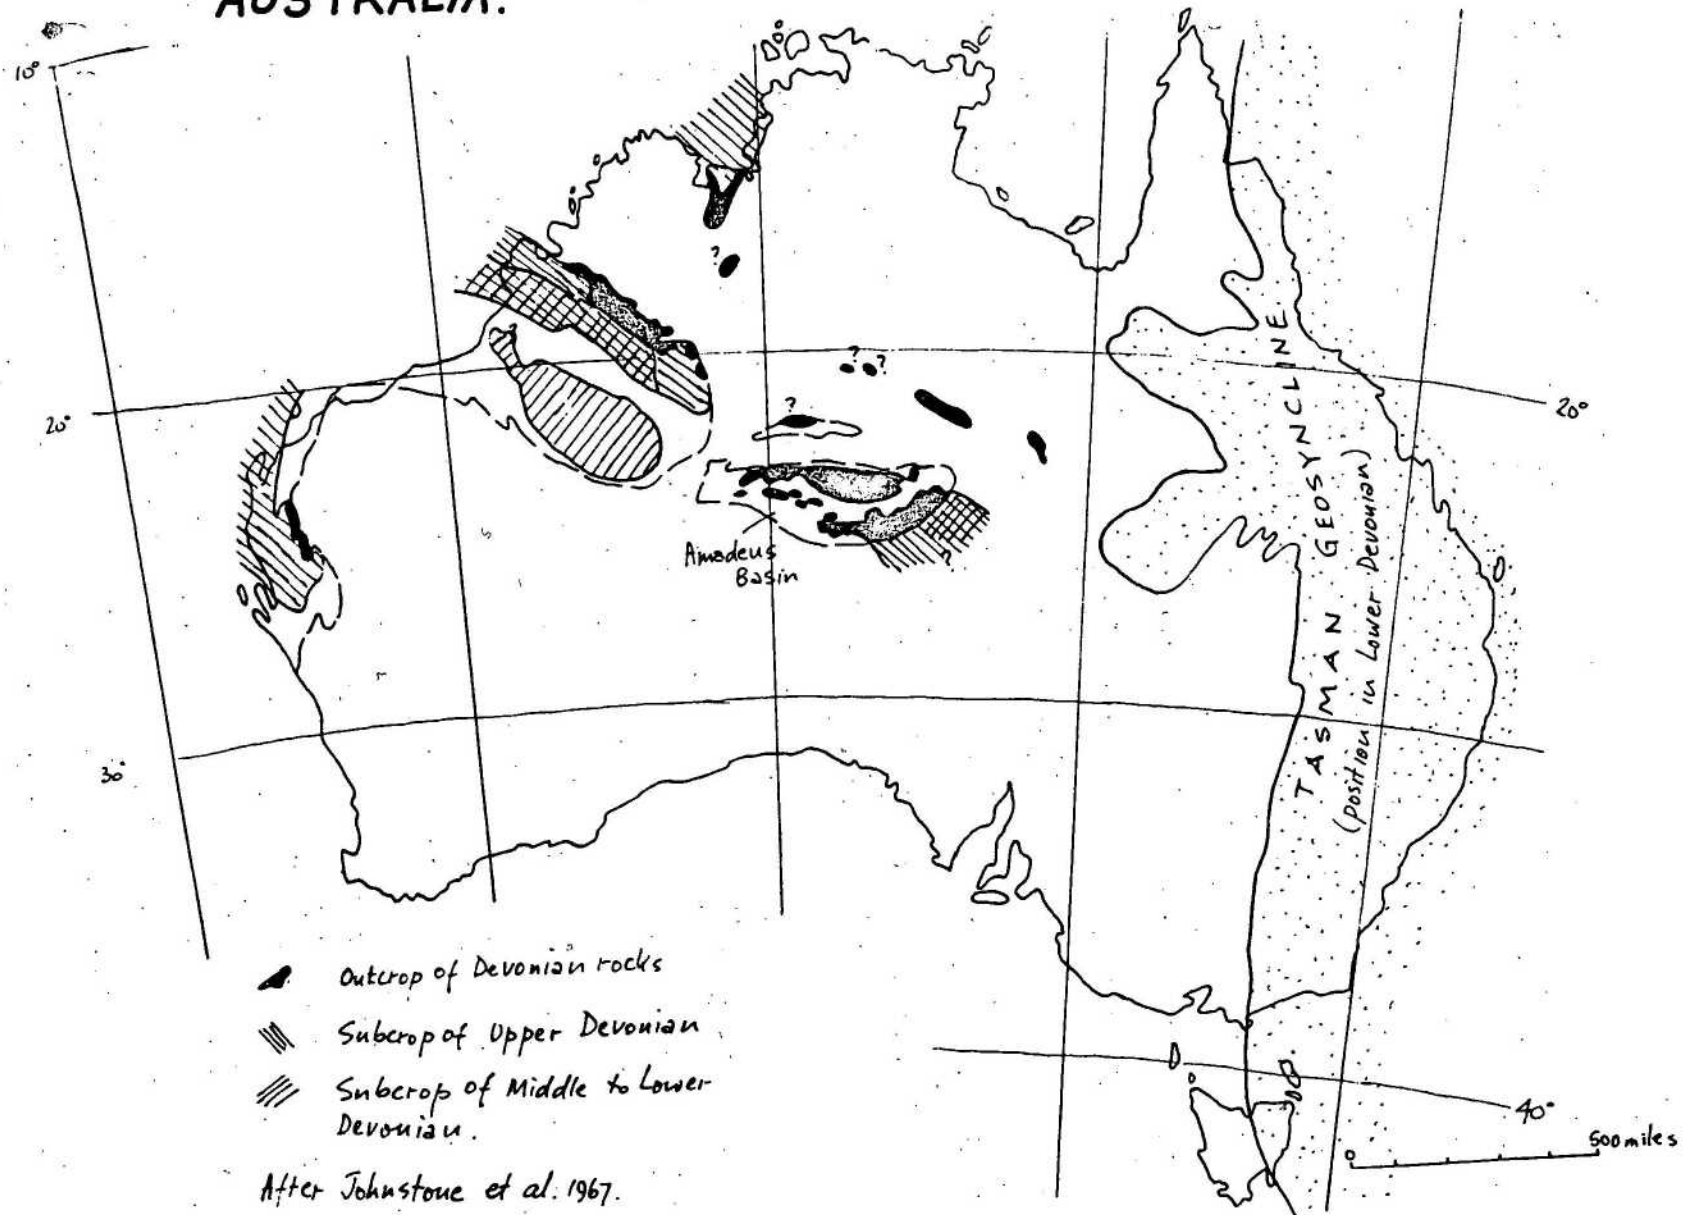 AUSTRALIA.
10°
?
?
? ?
?
20°
20°
Amadeus
Basin
TASMAN GEOSYNCLINE
(position in Lower Devonian)
30°
Outcrop of Devonian rocks
Subcrop of Upper Devonian
Subcrop of Middle to Lower
Devonian.
After Johnstone et al. 1967.
40°
0 500 miles